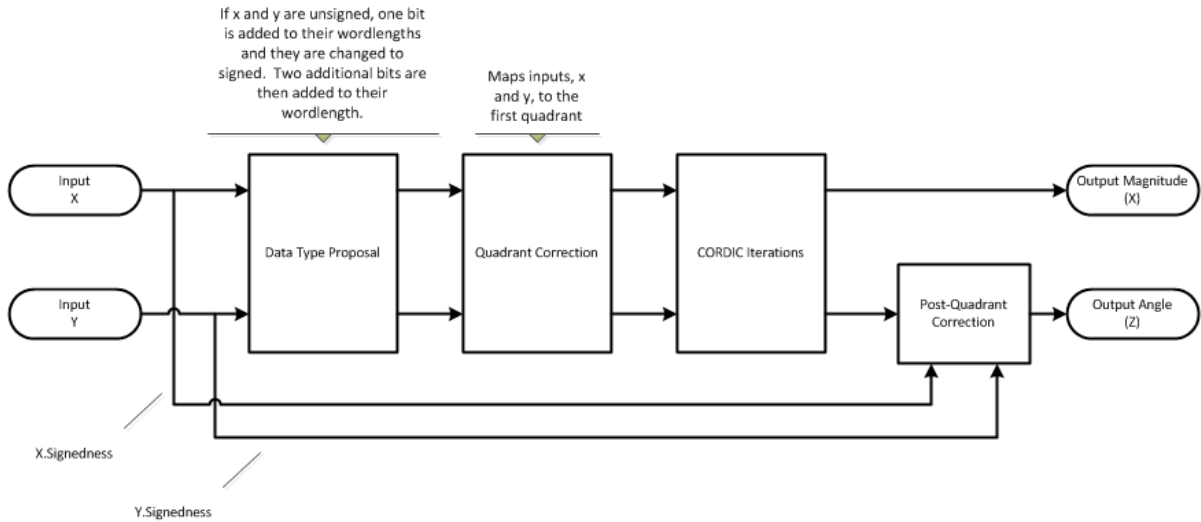 If x and y are unsigned, one bit
is added to their wordlengths
and they are changed to
signed. Two additional bits are
then added to their
wordlength.
Maps inputs, x
and y, to the
first quadrant
Input
X
Data Type Proposal
Quadrant Correction
CORDIC Iterations
Output Magnitude
(X)
Input
Y
Post-Quadrant
Correction
Output Angle
(Z)
X.Signedness
Y.Signedness